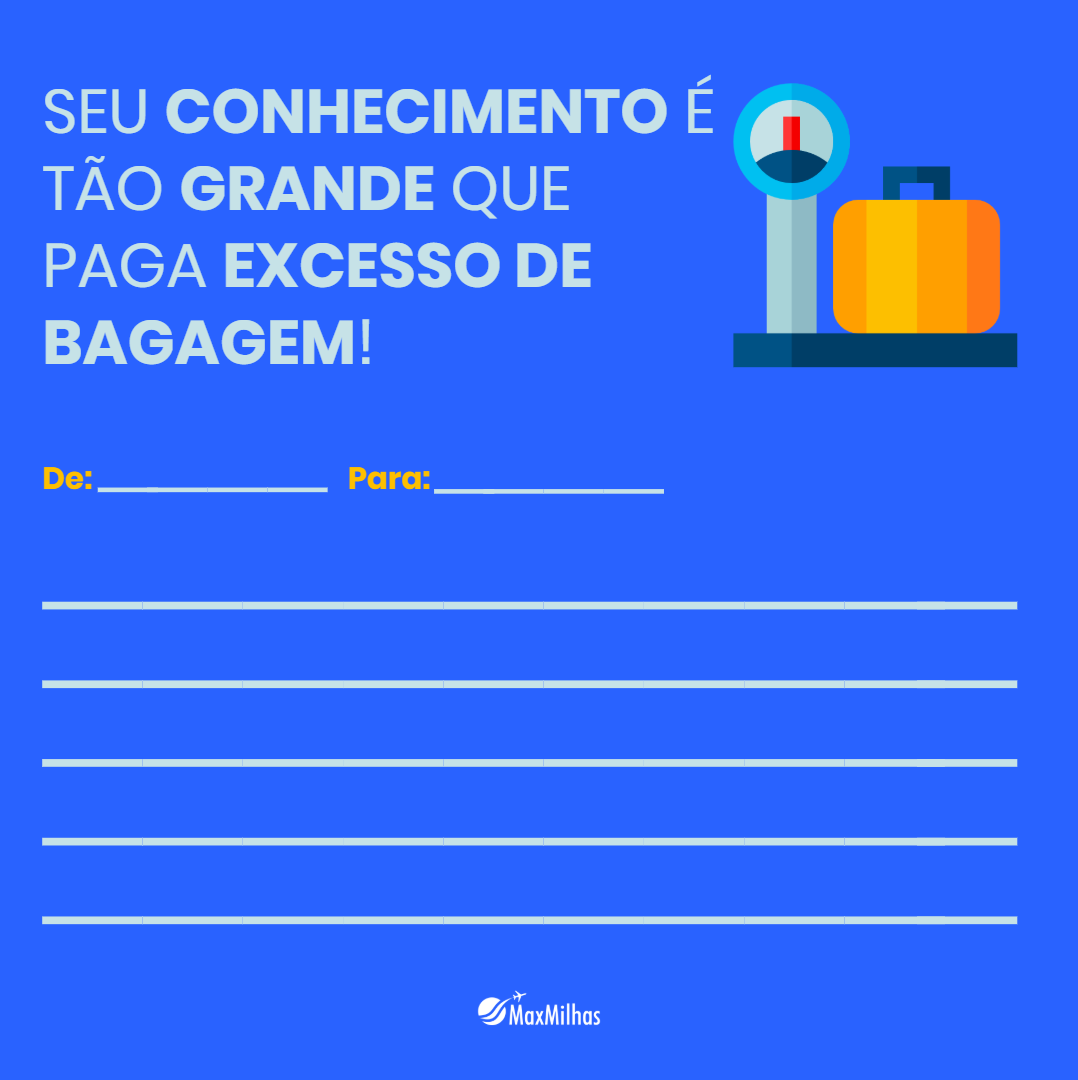 SEU CONHECIMENTO É
TÃO GRANDE QUE
PAGA EXCESSO DE
BAGAGEM!
De: Para:
MaxMilhas